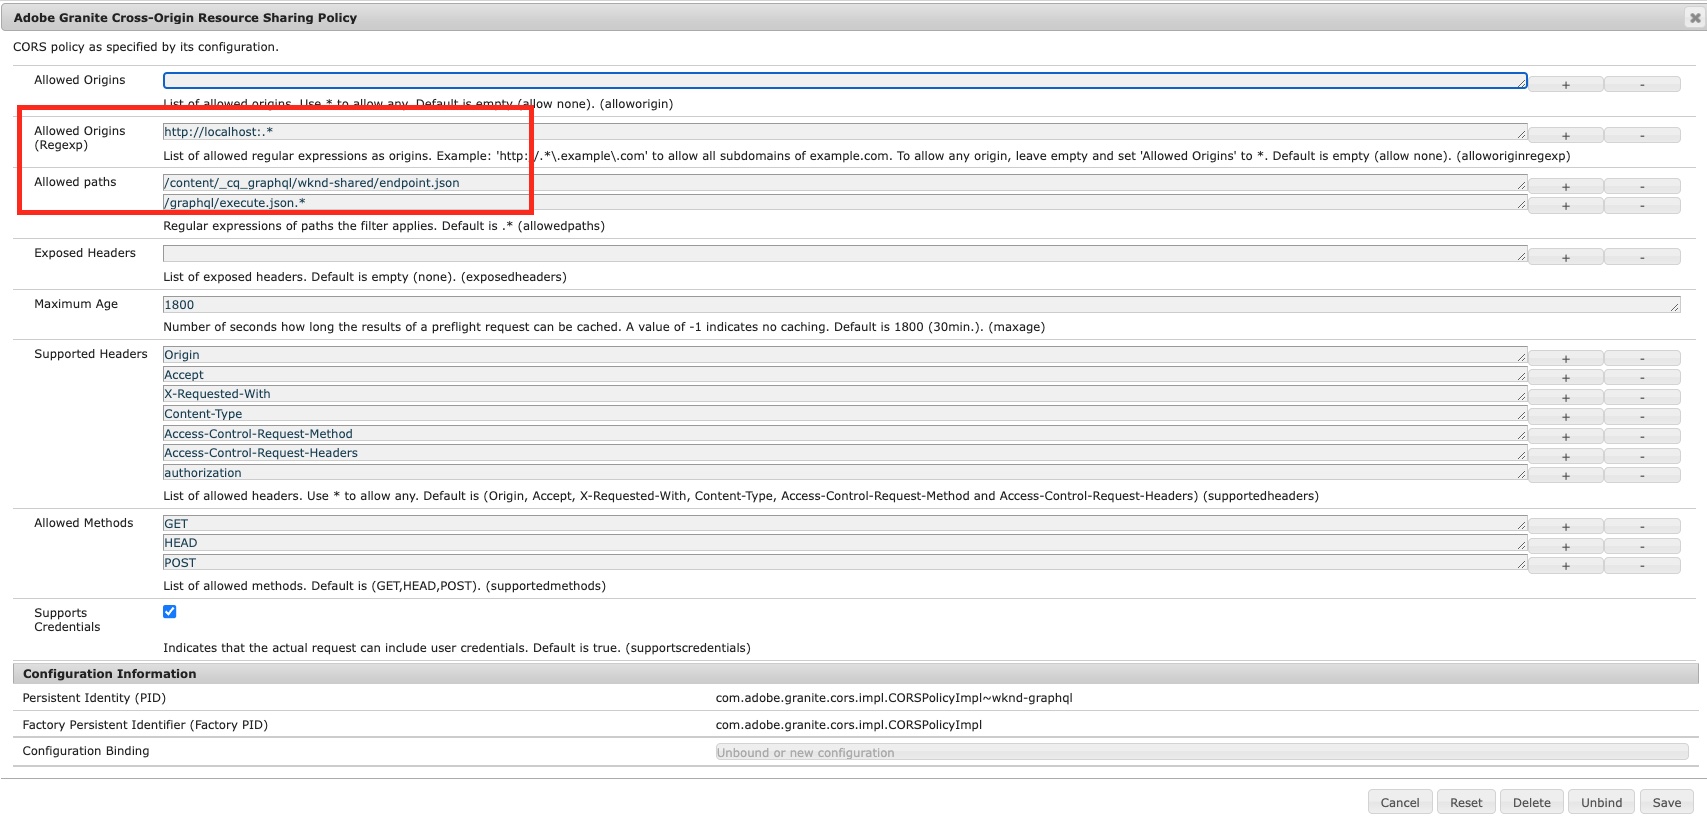 Adobe Granite Cross-Origin Resource Sharing Policy
CORS policy as specified by its configuration.
Allowed Origins
+ -
List of allowed origins. Use * to allow any. Default is empty (allow none). (alloworigin)
Allowed Origins (Regexp)
http://localhost:.* + -
List of allowed regular expressions as origins. Example: 'http://.*\.example\.com' to allow all subdomains of example.com. To allow any origin, leave empty and set 'Allowed Origins' to *. Default is empty (allow none). (alloworiginregexp)
Allowed paths
/content/_cq_graphql/wknd-shared/endpoint.json + -
/graphql/execute.json.* + -
Regular expressions of paths the filter applies. Default is .* (allowedpaths)
Exposed Headers
+ -
List of exposed headers. Default is empty (none). (exposedheaders)
Maximum Age
1800
Number of seconds how long the results of a preflight request can be cached. A value of -1 indicates no caching. Default is 1800 (30min.). (maxage)
Supported Headers
Origin + -
Accept + -
X-Requested-With + -
Content-Type + -
Access-Control-Request-Method + -
Access-Control-Request-Headers + -
authorization + -
List of allowed headers. Use * to allow any. Default is (Origin, Accept, X-Requested-With, Content-Type, Access-Control-Request-Method and Access-Control-Request-Headers) (supportedheaders)
Allowed Methods
GET + -
HEAD + -
POST + -
List of allowed methods. Default is (GET,HEAD,POST). (supportedmethods)
Supports
Credentials
Indicates that the actual request can include user credentials. Default is true. (supportscredentials)
Configuration Information
Persistent Identity (PID) com.adobe.granite.cors.impl.CORSPolicyImpl~wknd-graphql
Factory Persistent Identifier (Factory PID) com.adobe.granite.cors.impl.CORSPolicyImpl
Configuration Binding Unbound or new configuration
Cancel Reset Delete Unbind Save